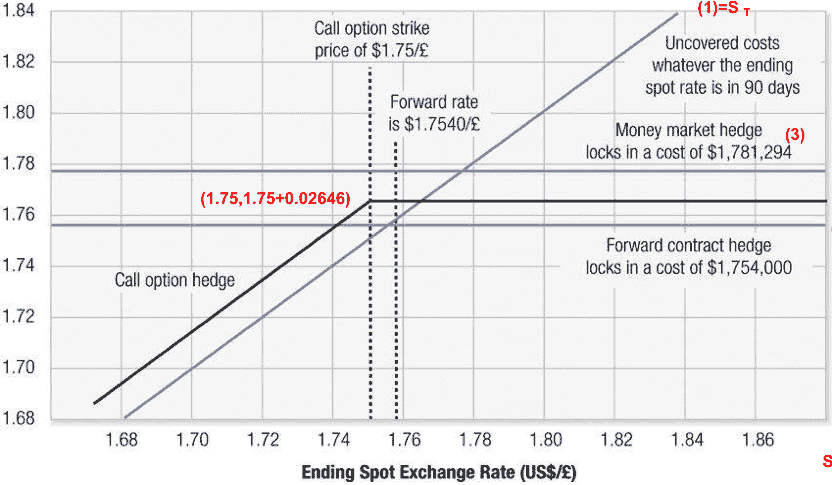 1.84
1.82
1.80
1.78
1.76
1.74
1.72
1.70
1.68
Call option strike
price of $1.75/£
Forward rate
is $1.7540/£
(1)=S T
Uncovered costs
whatever the ending
spot rate is in 90 days
Money market hedge
locks in a cost of $1,781,294
(3)
(1.75,1.75+0.02646)
Call option hedge
Forward contract hedge
locks in a cost of $1,754,000
1.68 1.70 1.72 1.74 1.76 1.78 1.80 1.82 1.84 1.86
Ending Spot Exchange Rate (US$/£)
S